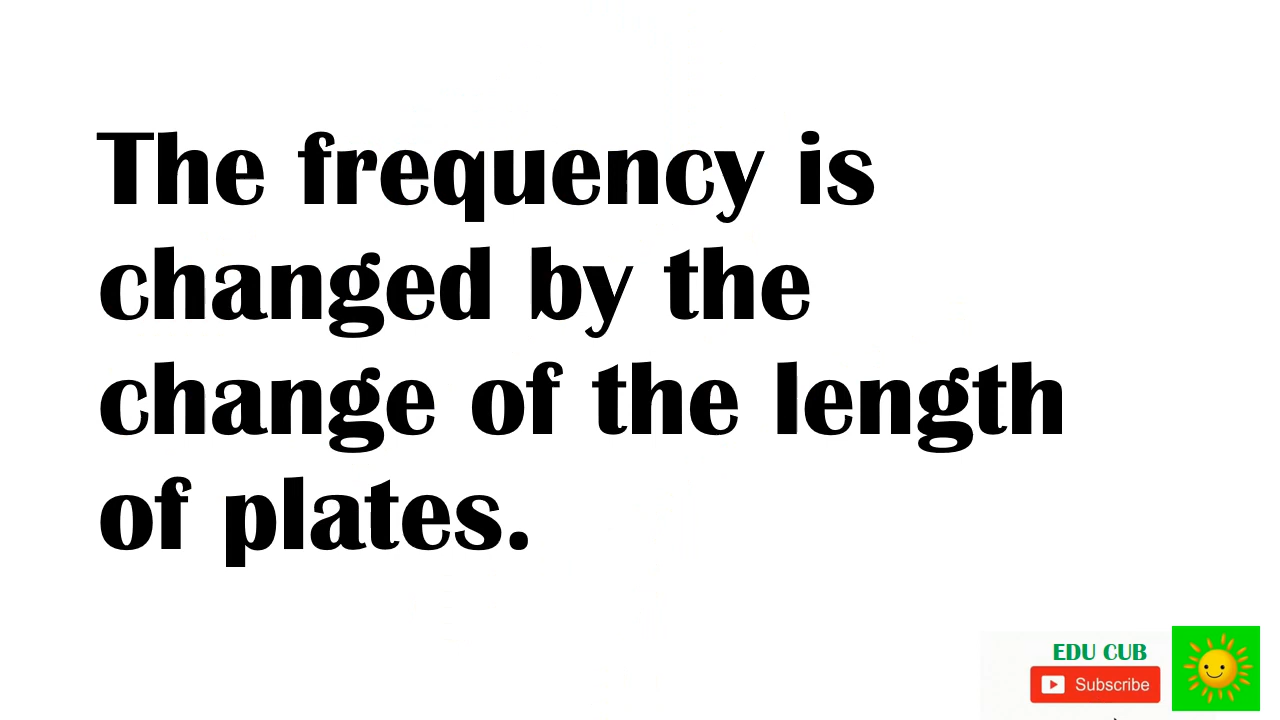 The frequency is
changed by the
change of the length
of plates.
EDU CUB
Subscribe